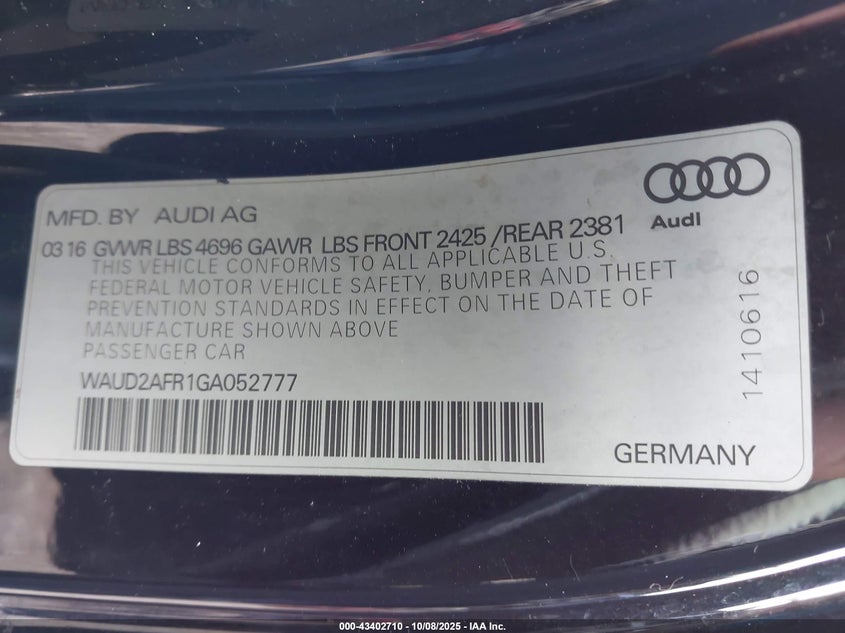 MFD. BY AUDI AG
Audi
03 16 GVWR LBS 4696 GAWR LBS FRONT 2425 /REAR 2381
THIS VEHICLE CONFORMS TO ALL APPLICABLE U.S.
FEDERAL MOTOR VEHICLE SAFETY, BUMPER AND THEFT
PREVENTION STANDARDS IN EFFECT ON THE DATE OF
MANUFACTURE SHOWN ABOVE
PASSENGER CAR
WAUD2AFR1GA052777
1410616
GERMANY
000-43402710 - 10/08/2025 - IAA Inc.